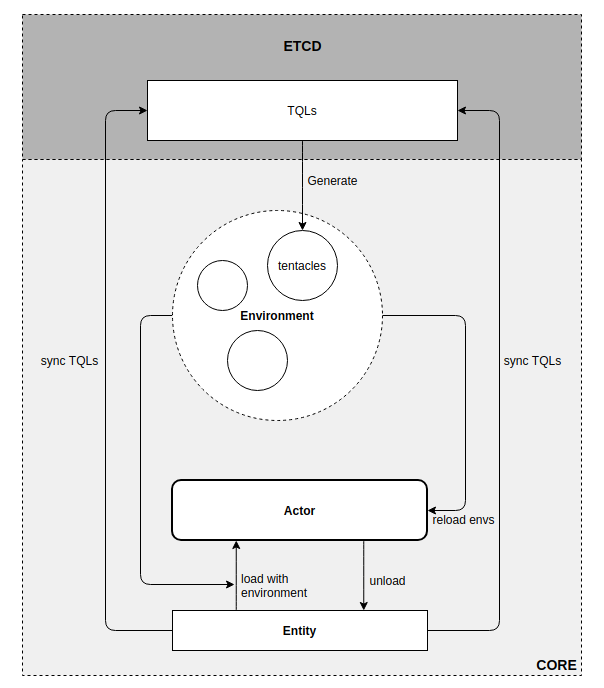 ETCD
TQLs
Generate
tentacles
Environment
sync TQLs
sync TQLs
Actor
reload envs
load with
environment
unload
Entity
CORE